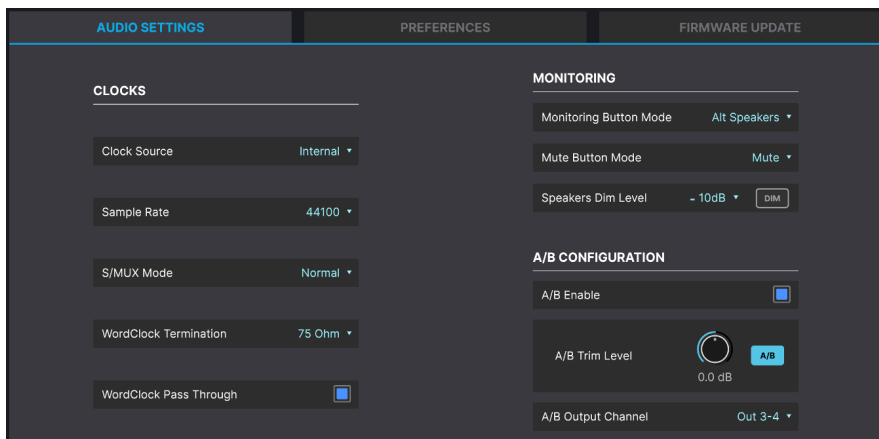 AUDIO SETTINGS
PREFERENCES
FIRMWARE UPDATE
CLOCKS
Clock Source Internal
Sample Rate 44100
S/MUX Mode Normal
WordClock Termination 75 Ohm
WordClock Pass Through
MONITORING
Monitoring Button Mode Alt Speakers
Mute Button Mode Mute
Speakers Dim Level - 10dB DIM
A/B CONFIGURATION
A/B Enable
A/B Trim Level A/B
0.0 dB
A/B Output Channel Out 3-4